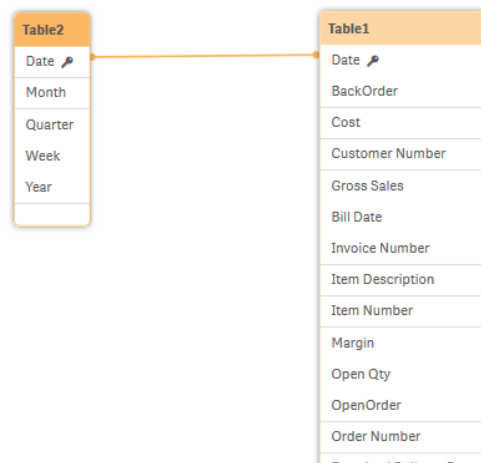 Table2
Date
Month
Quarter
Week
Year
Table1
Date
BackOrder
Cost
Customer Number
Gross Sales
Bill Date
Invoice Number
Item Description
Item Number
Margin
Open Qty
OpenOrder
Order Number